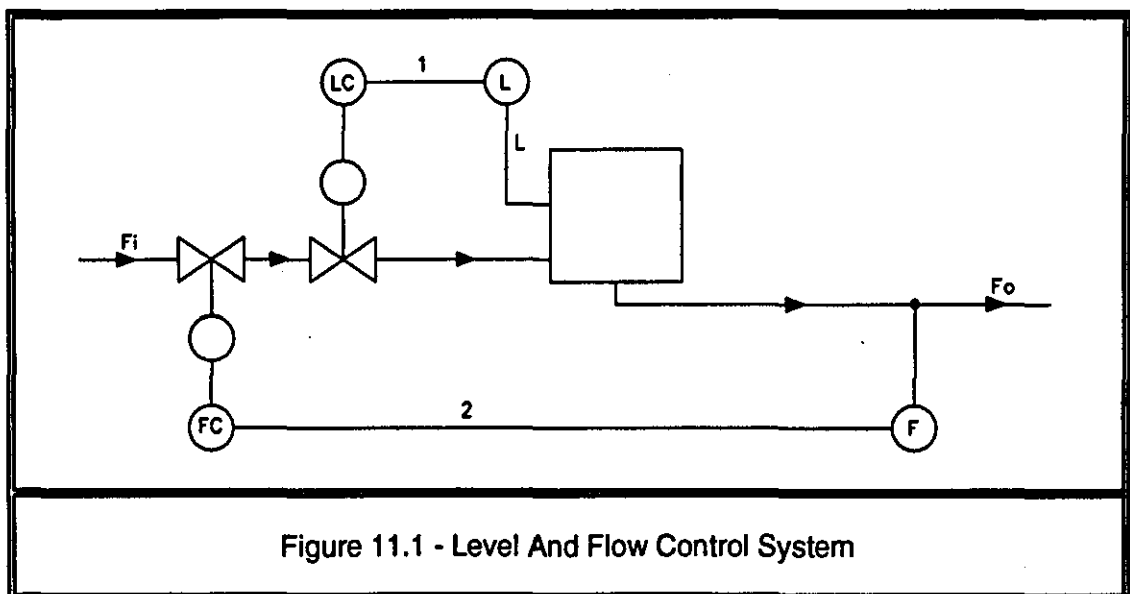 1
LC
L
L
Fi
Fo
2
FC
F
Figure 11.1 - Level And Flow Control System